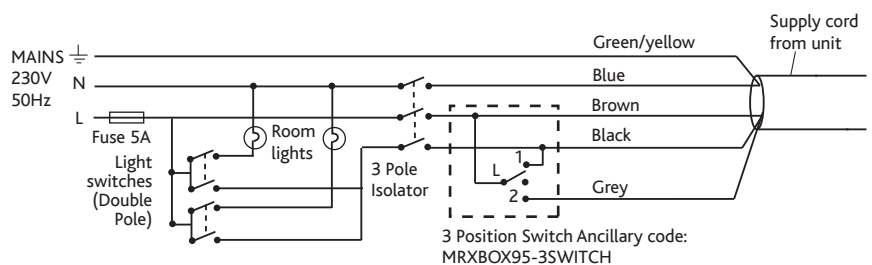 Supply cord
from unit
MAINS
230V
50Hz
N
L
Fuse 5A
Light
switches
(Double
Pole)
Room
lights
3 Pole
Isolator
Green/yellow
Blue
Brown
Black
Grey
L
1
2
3 Position Switch Ancillary code:
MRXBOX95-3SWITCH